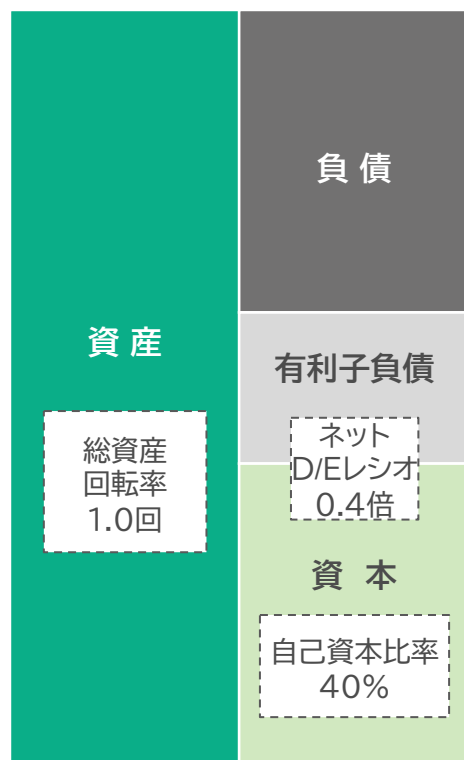 資産
総資産
回転率
1.0回
負債
有利子負債
ネット
D/Eレシオ
0.4倍
資本
自己資本比率
40%